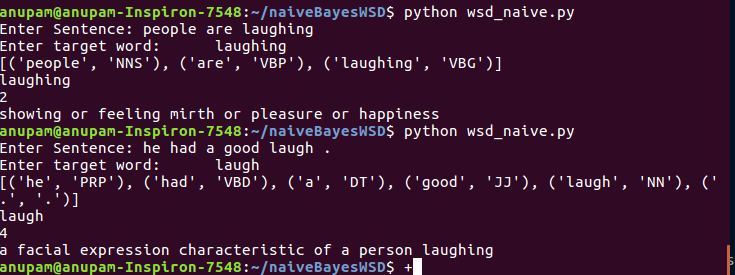 anupam@anupam-Inspiron-7548:~/naiveBayesWSD$ python wsd_naive.py
Enter Sentence: people are laughing
Enter target word:      laughing
[('people', 'NNS'), ('are', 'VBP'), ('laughing', 'VBG')]
laughing
2
showing or feeling mirth or pleasure or happiness
anupam@anupam-Inspiron-7548:~/naiveBayesWSD$ python wsd_naive.py
Enter Sentence: he had a good laugh .
Enter target word:      laugh
[('he', 'PRP'), ('had', 'VBD'), ('a', 'DT'), ('good', 'JJ'), ('laugh', 'NN'), ('
.', '.')]
laugh
4
a facial expression characteristic of a person laughing
anupam@anupam-Inspiron-7548:~/naiveBayesWSD$ +